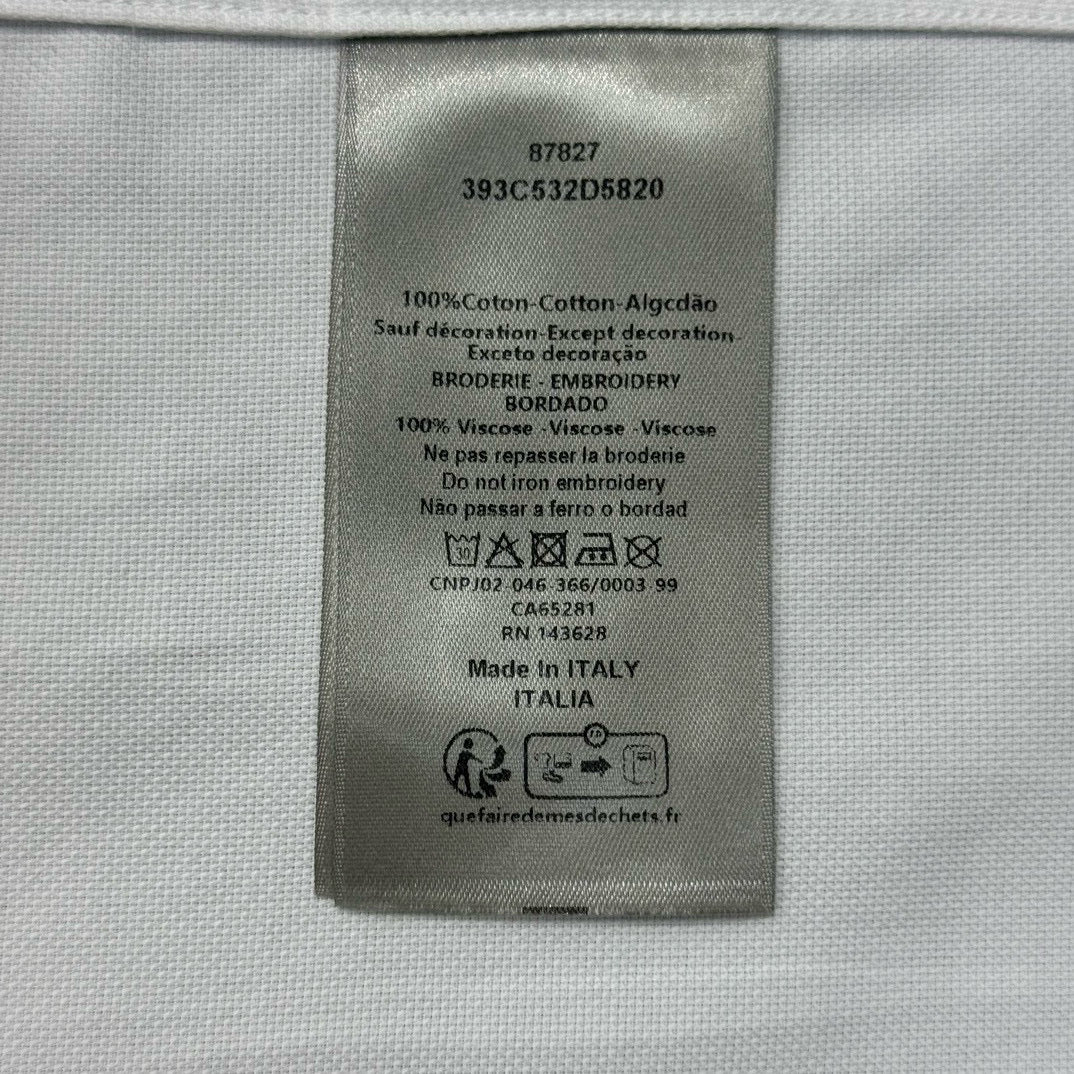 87827
393C532D5820
100%Coton-Cotton-Algcdão
Sauf décoration-Except decoration-
Exceto decoração
BRODERIE - EMBROIDERY
BORDADO
100% Viscose -Viscose -Viscose
Ne pas repasser la broderie
Do not iron embroidery
Não passar a ferro o bordad
30
CNPJ02-046-366/0003-99
CA65281
RN 143628
Made In ITALY
ITALIA
quefairedemesdechets.fr